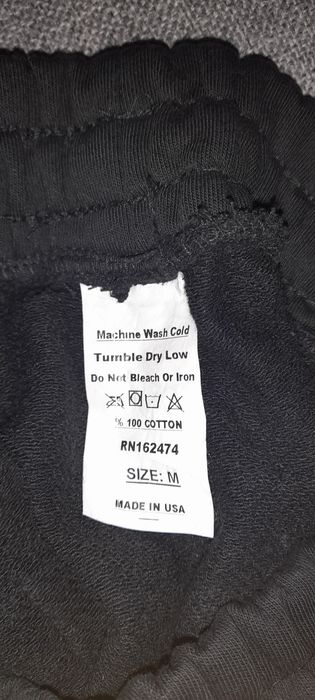 Machine Wash Cold
Tumble Dry Low
Do Not Bleach Or Iron
% 100 COTTON
RN162474
SIZE: M
MADE IN USA